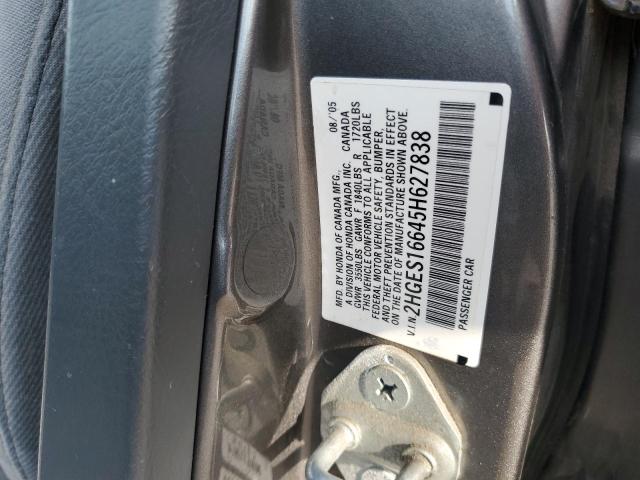 MFD. BY HONDA OF CANADA MFG., 08/'05
A DIVISION OF HONDA CANADA INC. CANADA
GVWR 3550LBS GAWR F 1840LBS R 1720LBS
THIS VEHICLE CONFORMS TO ALL APPLICABLE
FEDERAL MOTOR VEHICLE SAFETY, BUMPER,
AND THEFT PREVENTION STANDARDS IN EFFECT
ON THE DATE OF MANUFACTURE SHOWN ABOVE.
V.I.N. 2HGES16645H627838
PASSENGER CAR